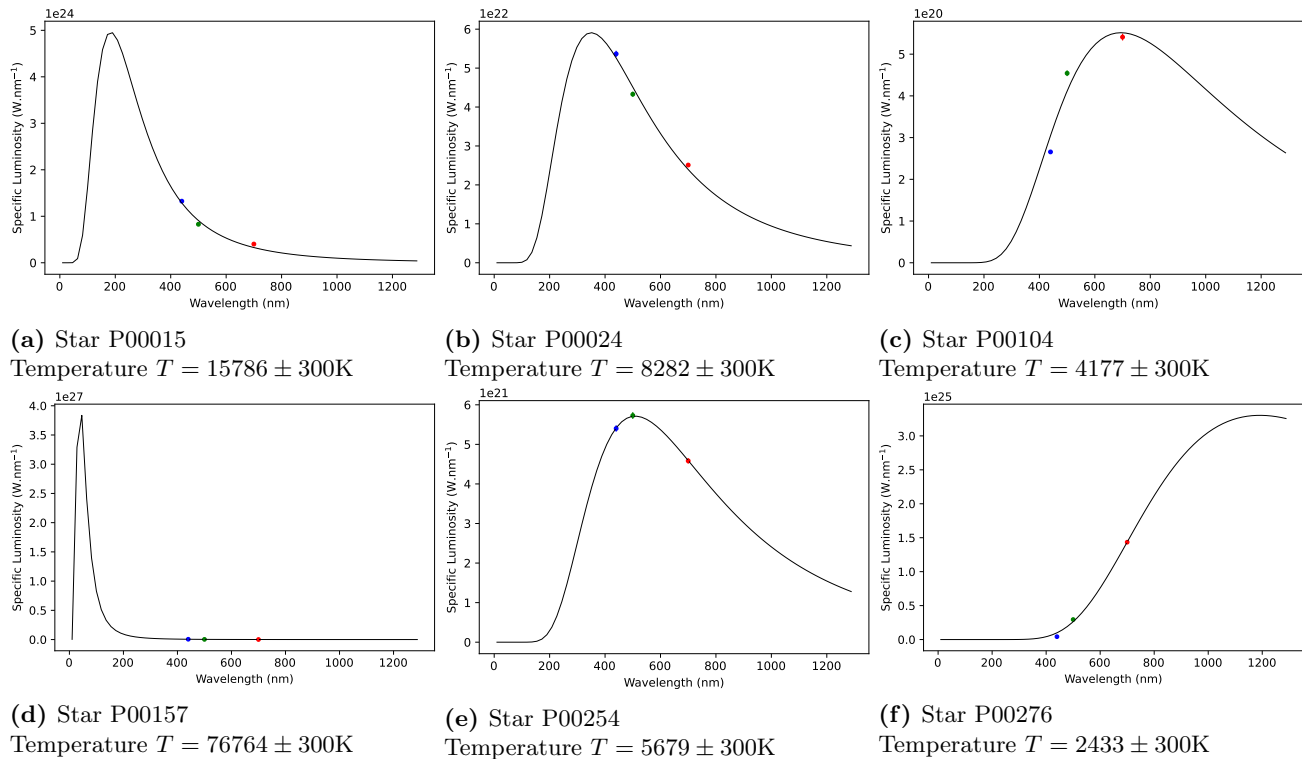 1e24
Specific Luminosity (W.nm⁻¹)
5
4
3
2
1
0
0 200 400 600 800 1000 1200
Wavelength (nm)
(a) Star P00015
Temperature T = 15786 ± 300K
1e22
Specific Luminosity (W.nm⁻¹)
6
5
4
3
2
1
0
0 200 400 600 800 1000 1200
Wavelength (nm)
(b) Star P00024
Temperature T = 8282 ± 300K
1e20
Specific Luminosity (W.nm⁻¹)
5
4
3
2
1
0
0 200 400 600 800 1000 1200
Wavelength (nm)
(c) Star P00104
Temperature T = 4177 ± 300K
1e27
Specific Luminosity (W.nm⁻¹)
4.0
3.5
3.0
2.5
2.0
1.5
1.0
0.5
0.0
0 200 400 600 800 1000 1200
Wavelength (nm)
(d) Star P00157
Temperature T = 76764 ± 300K
1e21
Specific Luminosity (W.nm⁻¹)
6
5
4
3
2
1
0
0 200 400 600 800 1000 1200
Wavelength (nm)
(e) Star P00254
Temperature T = 5679 ± 300K
1e25
Specific Luminosity (W.nm⁻¹)
3.0
2.5
2.0
1.5
1.0
0.5
0.0
0 200 400 600 800 1000 1200
Wavelength (nm)
(f) Star P00276
Temperature T = 2433 ± 300K